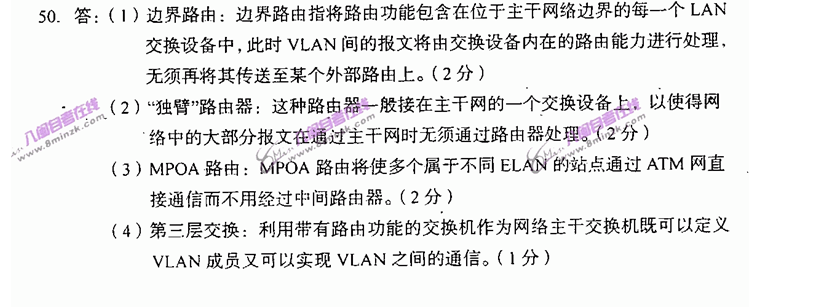 50. 答：(1) 边界路由：边界路由指将路由功能包含在位于主干网络边界的每一个 LAN
交换设备中，此时 VLAN 间的报文将由交换设备内在的路由能力进行处理，
无须再将其传送至某个外部路由上。(2 分)
(2) “独臂”路由器：这种路由器一般接在主干网的一个交换设备上，以使得网
络中的大部分报文在通过主干网时无须通过路由器处理。(2 分)
(3) MPOA 路由：MPOA 路由将使多个属于不同 ELAN 的站点通过 ATM 网直
接通信而不用经过中间路由器。(2 分)
(4) 第三层交换：利用带有路由功能的交换机作为网络主干交换机既可以定义
VLAN 成员又可以实现 VLAN 之间的通信。(1 分)
八闽自考在线
www.8minzk.com
八闽自考在线
www.8minzk.com